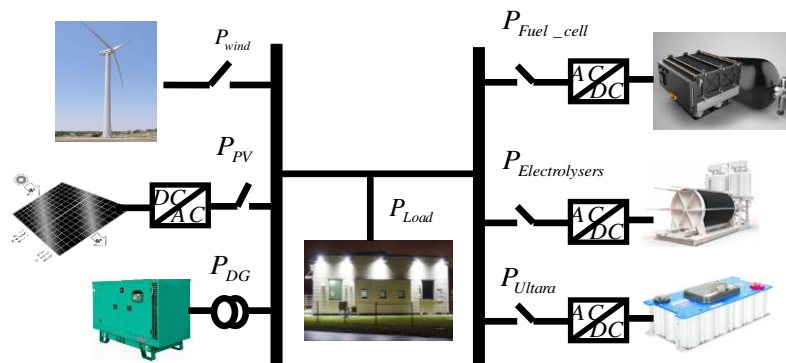 P_wind
P_Fuel_cell
AC
DC
P_PV
DC
AC
P_Electrolysers
AC
DC
P_Load
P_DG
P_Ultara
AC
DC